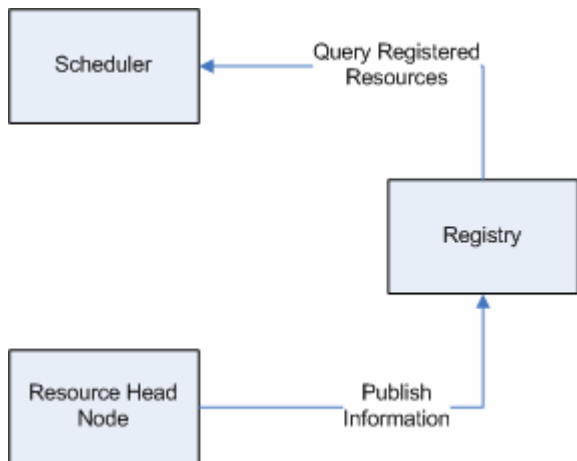 Scheduler
Query Registered
Resources
Registry
Resource Head
Node
Publish
Information